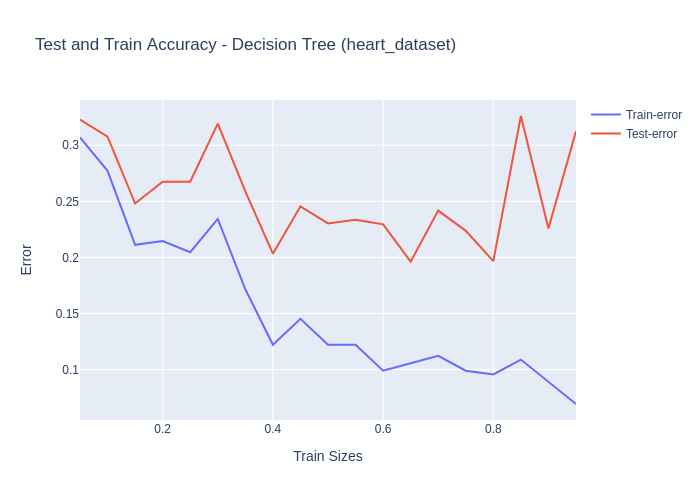 Test and Train Accuracy - Decision Tree (heart_dataset)
Train-error
Test-error
0.3
0.25
0.2
0.15
0.1
Error
0.2
0.4
0.6
0.8
Train Sizes